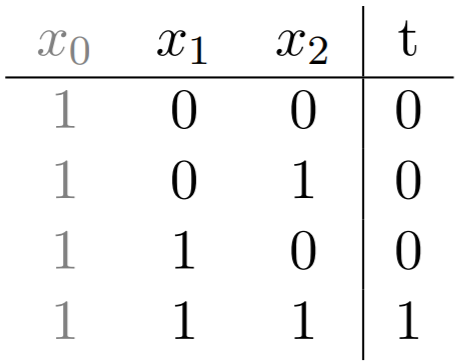 x₀ x₁ x₂ t
1 0 0 0
1 0 1 0
1 1 0 0
1 1 1 1